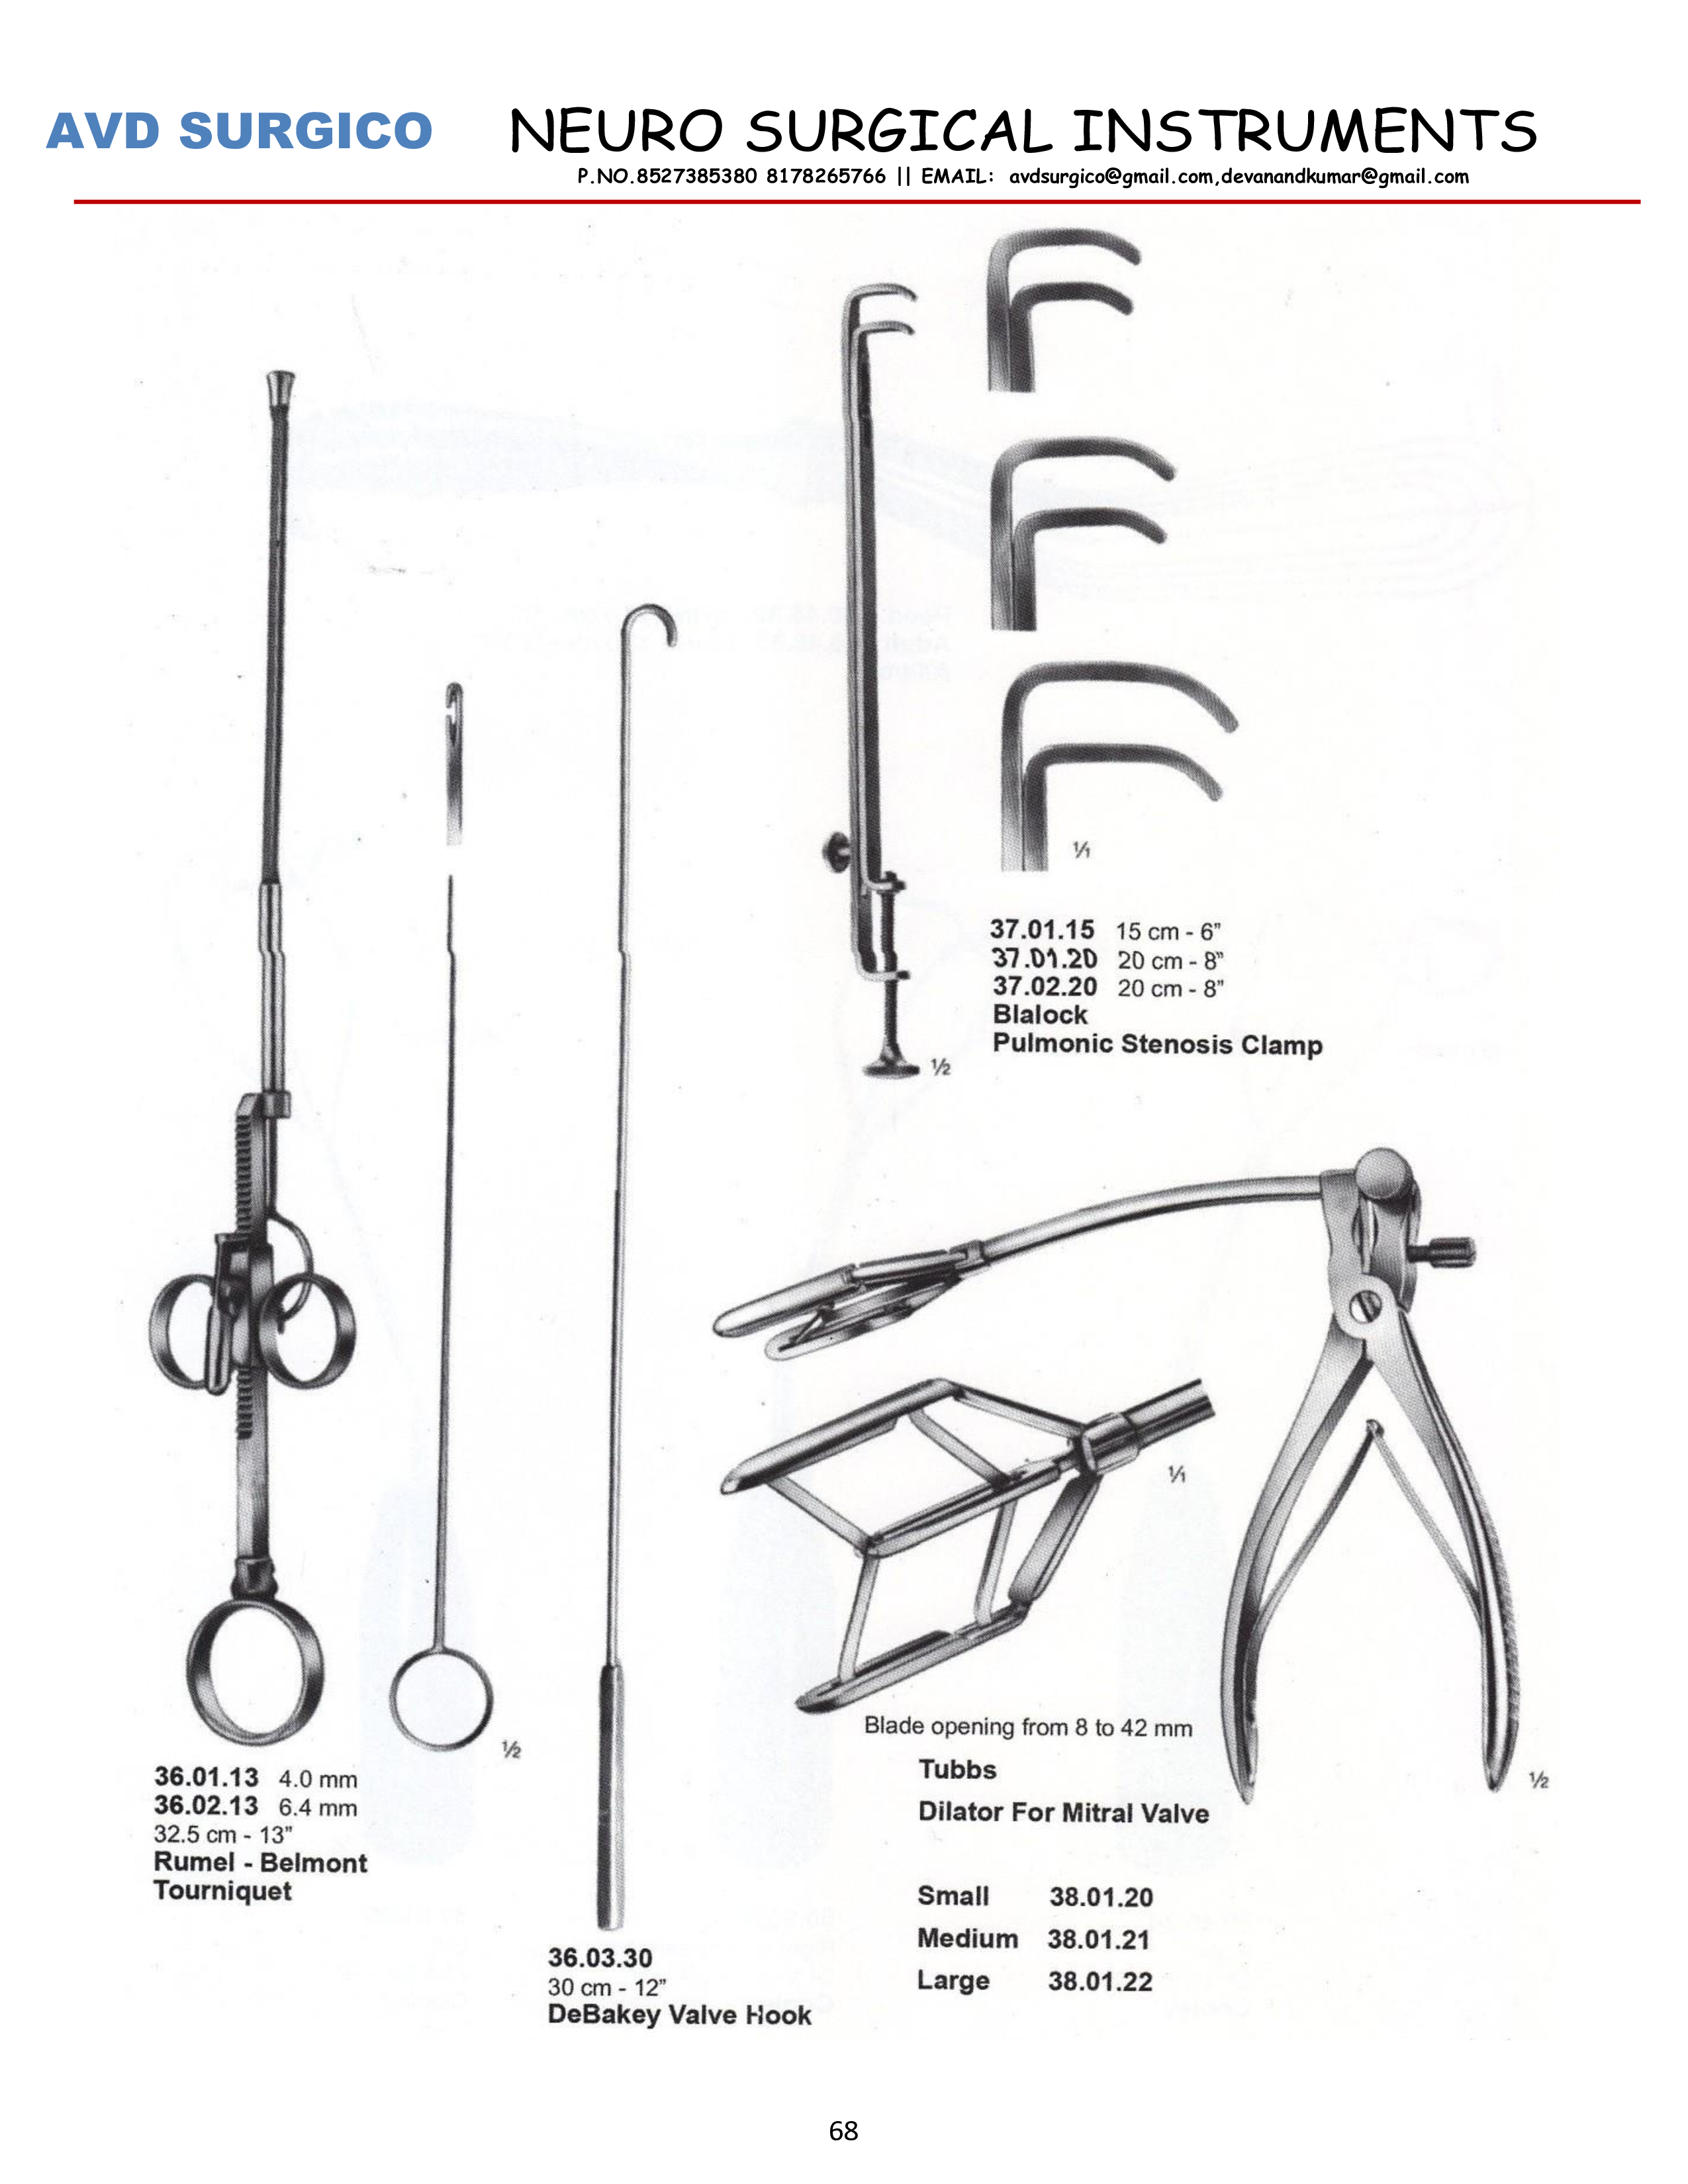 AVD SURGICO NEURO SURGICAL INSTRUMENTS
P.NO.8527385380 8178265766 || EMAIL: avdsurgico@gmail.com,devanandkumar@gmail.com
1/1
37.01.15 15 cm - 6”
37.01.20 20 cm - 8”
37.02.20 20 cm - 8”
Blalock
Pulmonic Stenosis Clamp
1/2
1/1
Blade opening from 8 to 42 mm
Tubbs
Dilator For Mitral Valve
1/2
Small 38.01.20
Medium 38.01.21
Large 38.01.22
1/2
36.01.13 4.0 mm
36.02.13 6.4 mm
32.5 cm - 13”
Rumel - Belmont
Tourniquet
36.03.30
30 cm - 12”
DeBakey Valve Hook
68